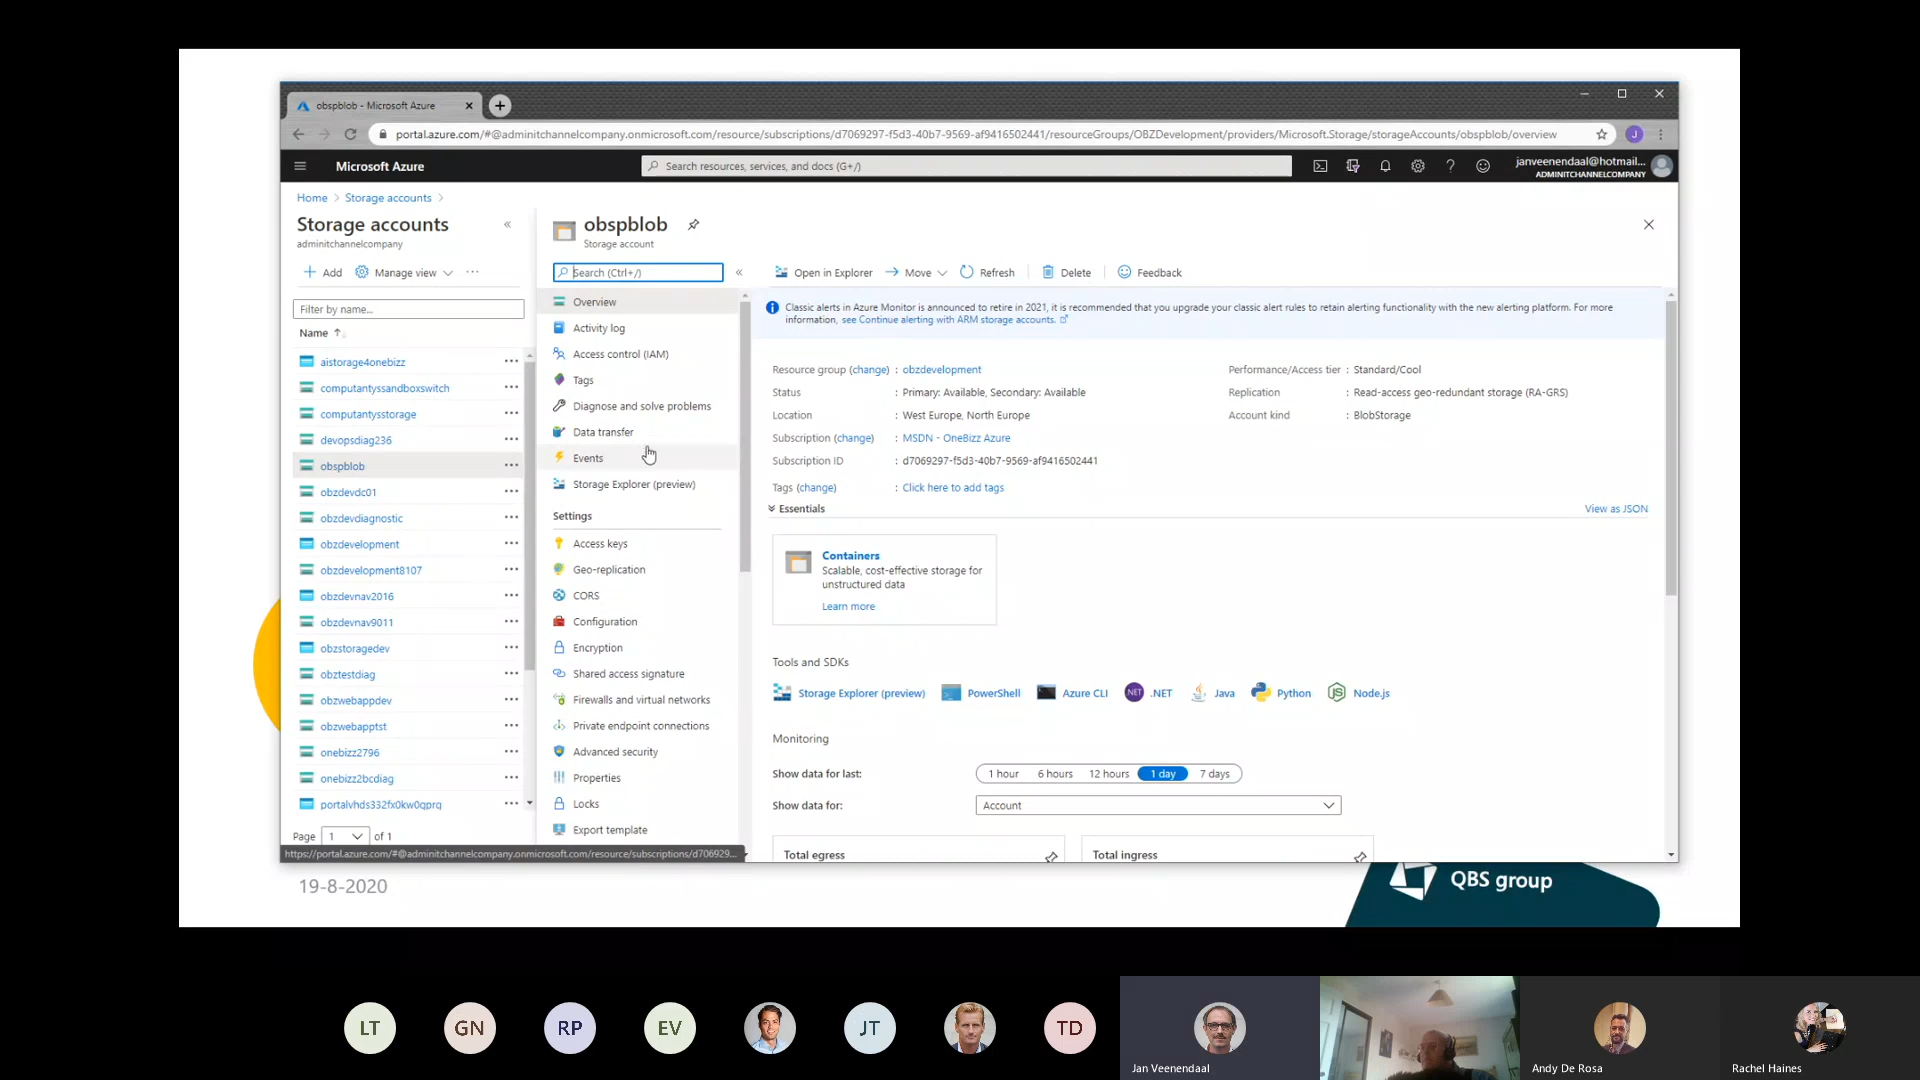 obspblob - Microsoft Azure
portal.azure.com/#@adminitchannelcompany.onmicrosoft.com/resource/subscriptions/d7069297-f5d3-40b7-9569-af9416502441/resourceGroups/OBZDevelopment/providers/Microsoft.Storage/storageAccounts/obspblob/overview
J
Microsoft Azure
Search resources, services, and docs (G+/)
janveenendaal@hotmail...
ADMINITCHANNELCOMPANY
Home > Storage accounts >
Storage accounts
adminitchannelcompany
Add
Manage view
Filter by name...
Name
aistorage4onebizz
computantyssandboxswitch
computantysstorage
devopsdiag236
obspblob
obzdevdc01
obzdevdiagnostic
obzdevelopment
obzdevelopment8107
obzdevnav2016
obzdevnav9011
obzstoragedev
obztestdiag
obzwebappdev
obzwebapptst
onebizz2796
onebizz2bcdiag
portalvhds332fx0kw0qprq
Page 1 of 1
https://portal.azure.com/#@adminitchannelcompany.onmicrosoft.com/resource/subscriptions/d706929...
obspblob
Storage account
Search (Ctrl+/)
Overview
Activity log
Access control (IAM)
Tags
Diagnose and solve problems
Data transfer
Events
Storage Explorer (preview)
Settings
Access keys
Geo-replication
CORS
Configuration
Encryption
Shared access signature
Firewalls and virtual networks
Private endpoint connections
Advanced security
Properties
Locks
Export template
Open in Explorer
Move
Refresh
Delete
Feedback
Classic alerts in Azure Monitor is announced to retire in 2021, it is recommended that you upgrade your classic alert rules to retain alerting functionality with the new alerting platform. For more
information, see Continue alerting with ARM storage accounts.
Resource group (change) : obzdevelopment
Status : Primary: Available, Secondary: Available
Location : West Europe, North Europe
Subscription (change) : MSDN - OneBizz Azure
Subscription ID : d7069297-f5d3-40b7-9569-af9416502441
Tags (change) : Click here to add tags
Performance/Access tier : Standard/Cool
Replication : Read-access geo-redundant storage (RA-GRS)
Account kind : BlobStorage
Essentials
View as JSON
Containers
Scalable, cost-effective storage for
unstructured data
Learn more
Tools and SDKs
Storage Explorer (preview)
PowerShell
Azure CLI
NET .NET
Java
Python
Node.js
Monitoring
Show data for last:
1 hour 6 hours 12 hours 1 day 7 days
Show data for:
Account
Total egress
Total ingress
19-8-2020
QBS group
LT
GN
RP
EV
JT
TD
Jan Veenendaal
Andy De Rosa
Rachel Haines